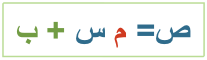 ص= م س + ب